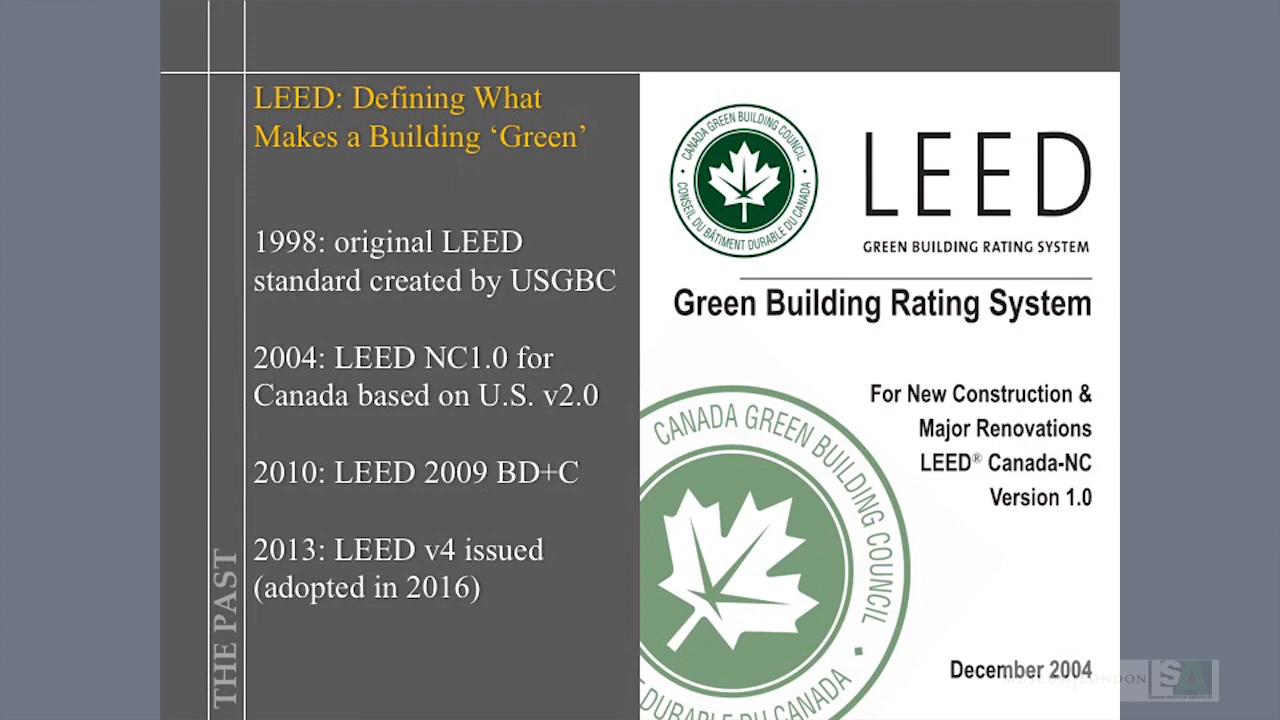 LEED: Defining What
Makes a Building ‘Green’
1998: original LEED
standard created by USGBC
2004: LEED NC1.0 for
Canada based on U.S. v2.0
2010: LEED 2009 BD+C
2013: LEED v4 issued
(adopted in 2016)
THE PAST
CANADA GREEN BUILDING COUNCIL
CONSEIL DU BÂTIMENT DURABLE DU CANADA
LEED
GREEN BUILDING RATING SYSTEM
Green Building Rating System
For New Construction &
Major Renovations
LEED® Canada-NC
Version 1.0
CANADA GREEN BUILDING COUNCIL
DURABLE DU CANADA
December 2004
MUSEUM LONDON
SA